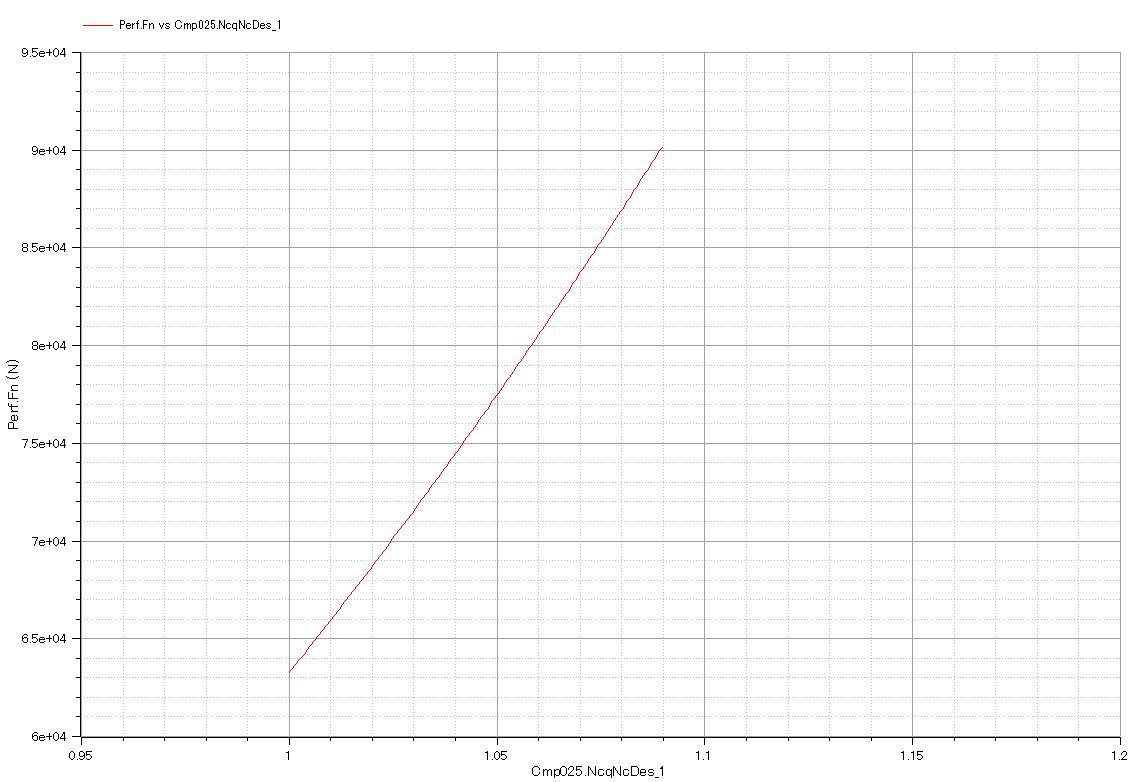 Perf.Fn vs Cmp025.NcqNcDes_1
9.5e+04
9e+04
8.5e+04
8e+04
7.5e+04
7e+04
6.5e+04
6e+04
Perf.Fn (N)
0.95 1 1.05 1.1 1.15 1.2
Cmp025.NcqNcDes_1